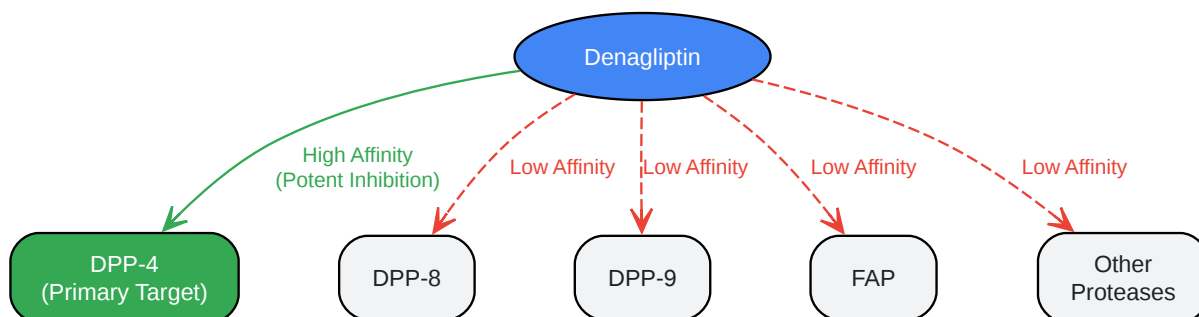 Denagliptin
High Affinity
(Potent Inhibition)
Low Affinity
Low Affinity
Low Affinity
Low Affinity
DPP-4
(Primary Target)
DPP-8
DPP-9
FAP
Other
Proteases